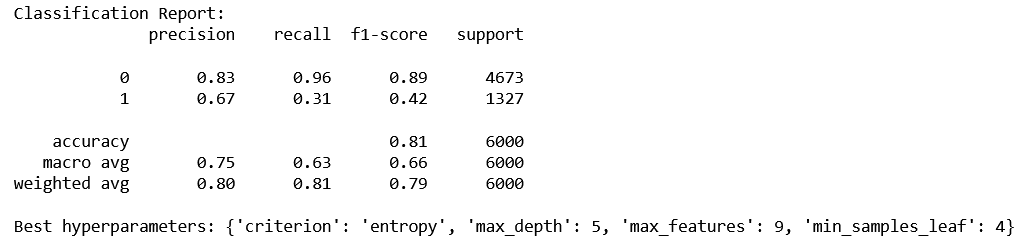 Classification Report:
precision recall f1-score support
0 0.83 0.96 0.89 4673
1 0.67 0.31 0.42 1327
accuracy 0.81 6000
macro avg 0.75 0.63 0.66 6000
weighted avg 0.80 0.81 0.79 6000
Best hyperparameters: {'criterion': 'entropy', 'max_depth': 5, 'max_features': 9, 'min_samples_leaf': 4}